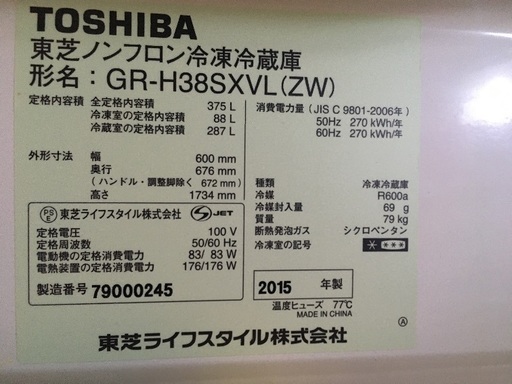 TOSHIBA
東芝ノンフロン冷凍冷蔵庫
形名：GR-H38SXVL(ZW)
定格内容積 全定格内容積 375 L
冷凍室の定格内容積 88 L
冷蔵室の定格内容積 287 L
消費電力量 (JIS C 9801-2006年)
50Hz 270 kWh/年
60Hz 270 kWh/年
外形寸法 幅 600 mm
奥行 676 mm
(ハンドル・調整脚除く 672 mm)
高さ 1734 mm
種類 冷凍冷蔵庫
冷媒 R600a
冷媒封入量 69 g
質量 79 kg
断熱発泡ガス シクロペンタン
冷凍室の記号 * ***
PSE 東芝ライフスタイル株式会社 JET
定格電圧 100 V
定格周波数 50/60 Hz
電動機の定格消費電力 83/ 83 W
電熱装置の定格消費電力 176/176 W
製造番号 79000245
2015 年製
温度ヒューズ 77℃
MADE IN CHINA
東芝ライフスタイル株式会社
Ⓐ